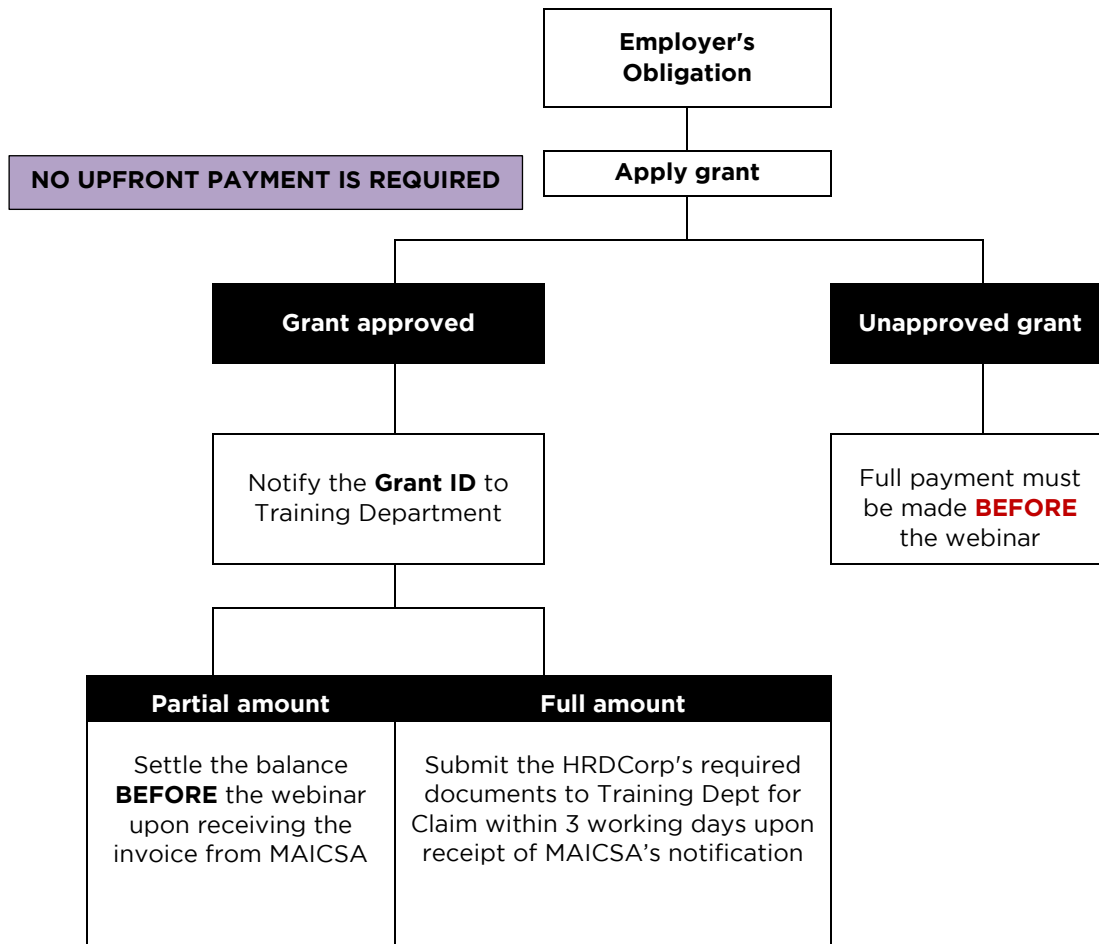 Employer's
Obligation
NO UPFRONT PAYMENT IS REQUIRED
Apply grant
Grant approved
Unapproved grant
Notify the Grant ID to
Training Department
Full payment must
be made BEFORE
the webinar
Partial amount
Full amount
Settle the balance
BEFORE the webinar
upon receiving the
invoice from MAICSA
Submit the HRDCorp's required
documents to Training Dept for
Claim within 3 working days upon
receipt of MAICSA’s notification